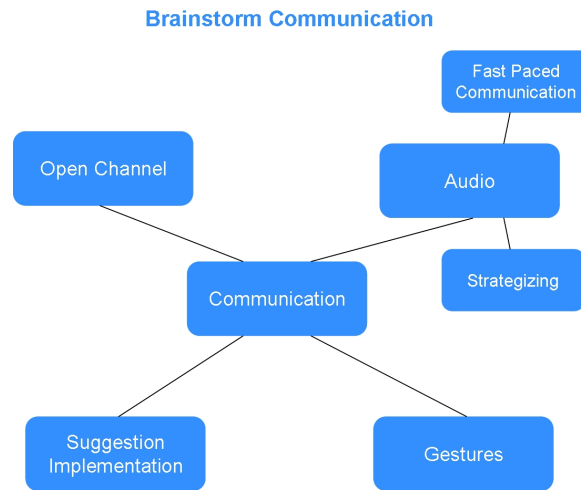 Brainstorm Communication
Fast Paced
Communication
Open Channel
Audio
Communication
Strategizing
Suggestion
Implementation
Gestures